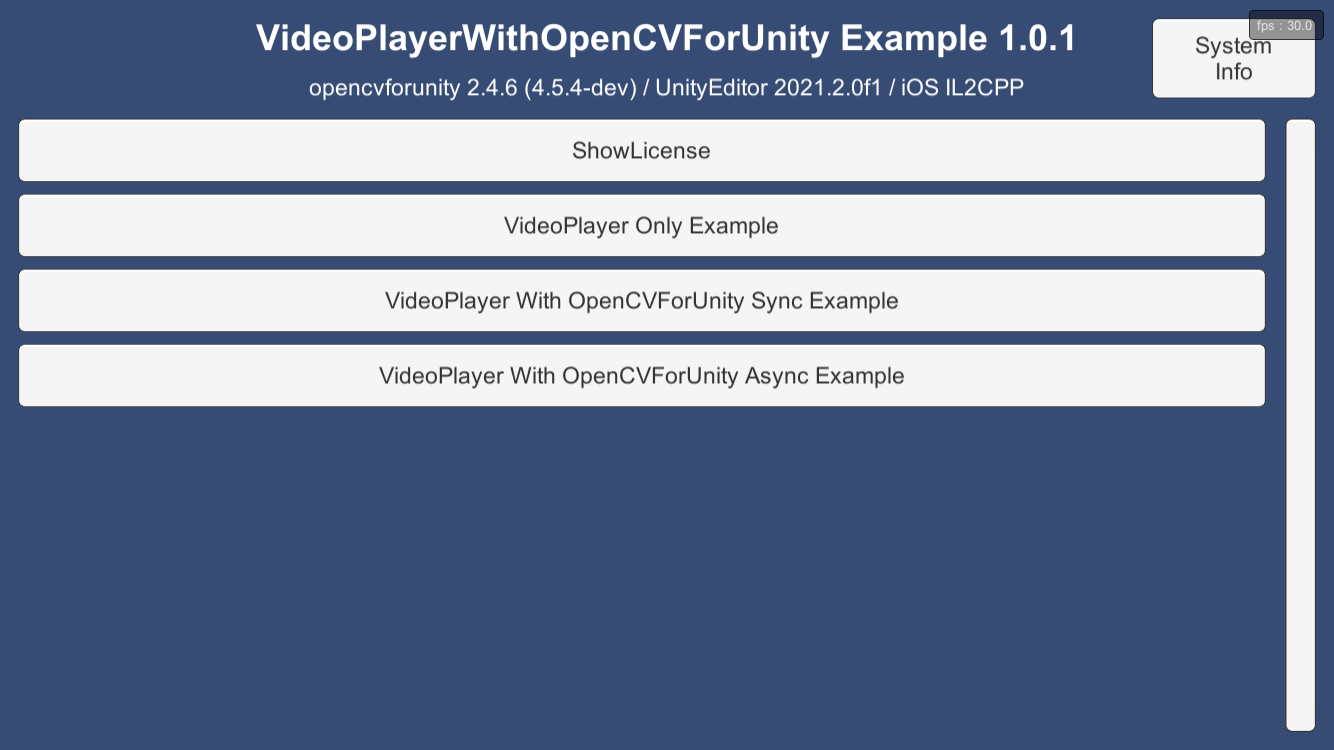 VideoPlayerWithOpenCVForUnity Example 1.0.1
opencvforunity 2.4.6 (4.5.4-dev) / UnityEditor 2021.2.0f1 / iOS IL2CPP
fps : 30.0
System
Info
ShowLicense
VideoPlayer Only Example
VideoPlayer With OpenCVForUnity Sync Example
VideoPlayer With OpenCVForUnity Async Example